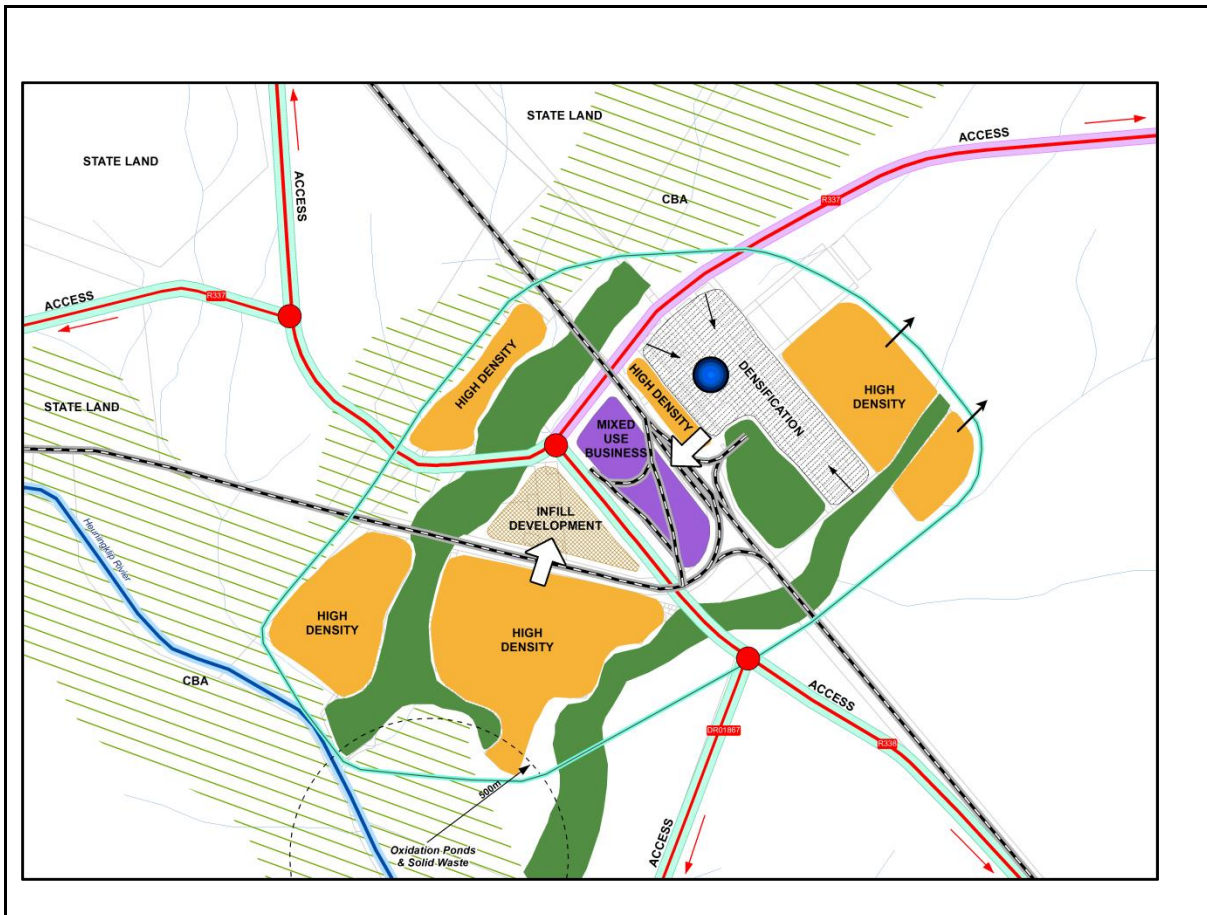 STATE LAND
STATE LAND
ACCESS
ACCESS
CBA
R337
ACCESS
R337
STATE LAND
HIGH DENSITY
HIGH DENSITY
DENSIFICATION
HIGH
DENSITY
MIXED
USE
BUSINESS
INFILL
DEVELOPMENT
Heuningklip Rivier
HIGH
DENSITY
HIGH
DENSITY
CBA
ACCESS
DR01867
R338
500m
ACCESS
Oxidation Ponds
& Solid Waste